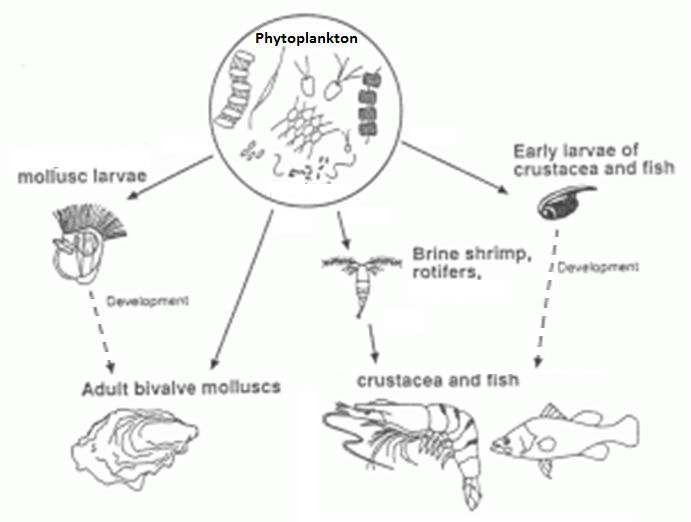 Phytoplankton
mollusc larvae
Early larvae of
crustacea and fish
Brine shrimp,
rotifers.
Development
Development
Adult bivalve molluscs
crustacea and fish